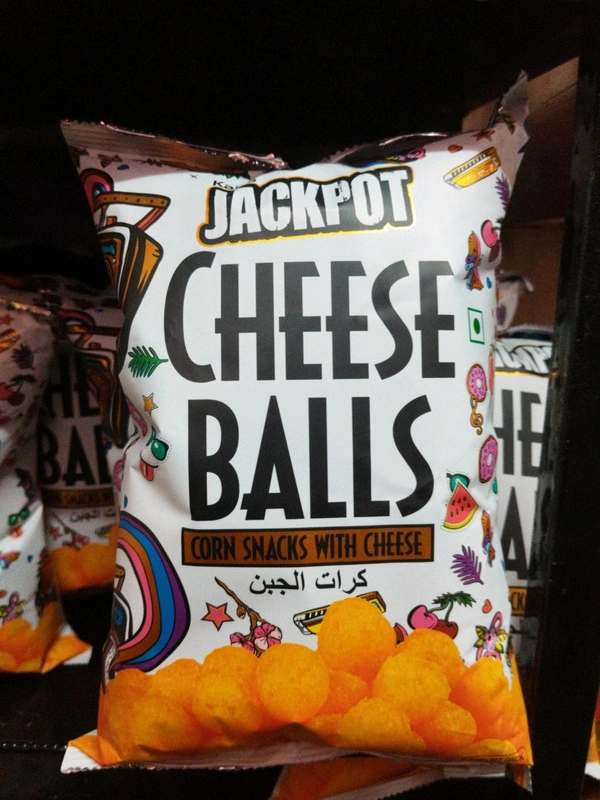 JACKPOT
CHEESE
BALLS
CORN SNACKS WITH CHEESE
كرات الجبن